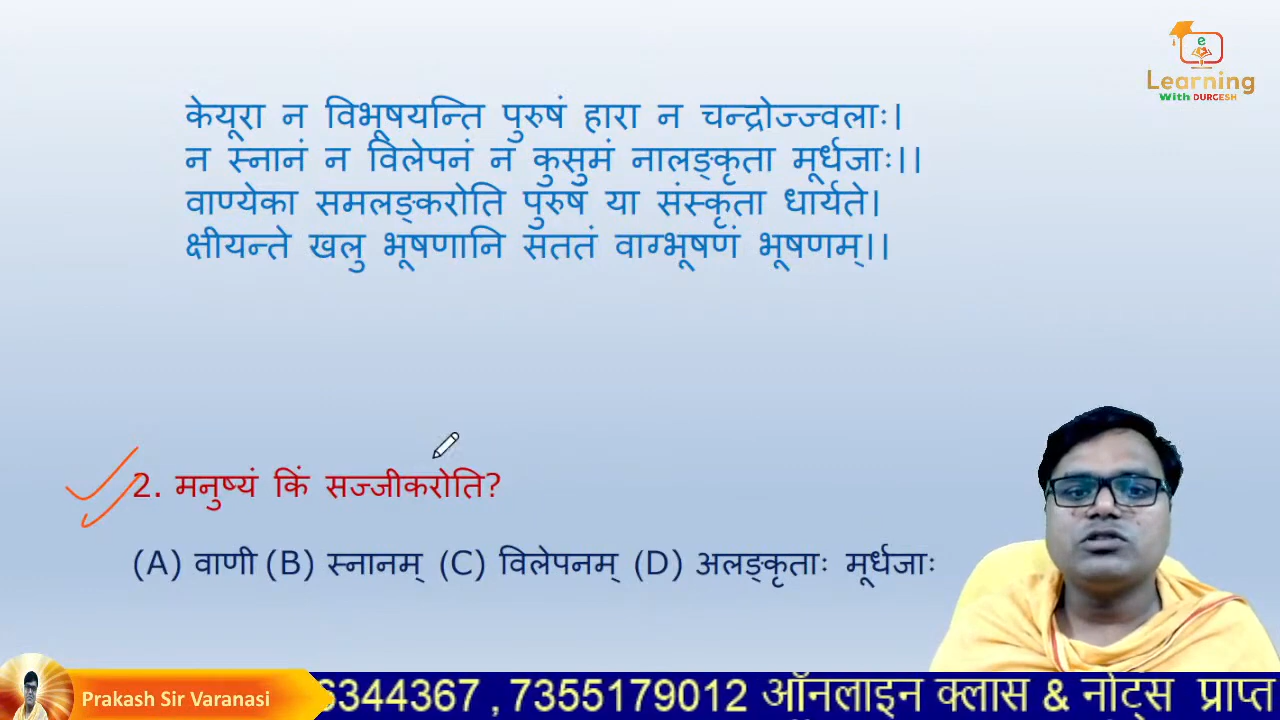 e
Learning
With DURGESH
केयूरा न विभूषयन्ति पुरुषं हारा न चन्द्रोज्ज्वलाः।
न स्नानं न विलेपनं न कुसुमं नालङ्कृता मूर्धजाः।।
वाण्येका समलङ्करोति पुरुषं या संस्कृता धार्यते।
क्षीयन्ते खलु भूषणानि सततं वाग्भूषणं भूषणम्।।
2. मनुष्यं किं सज्जीकरोति?
(A) वाणी (B) स्नानम् (C) विलेपनम् (D) अलङ्कृताः मूर्धजाः
Prakash Sir Varanasi
6344367 , 7355179012 ऑनलाइन क्लास & नोट्स प्राप्त